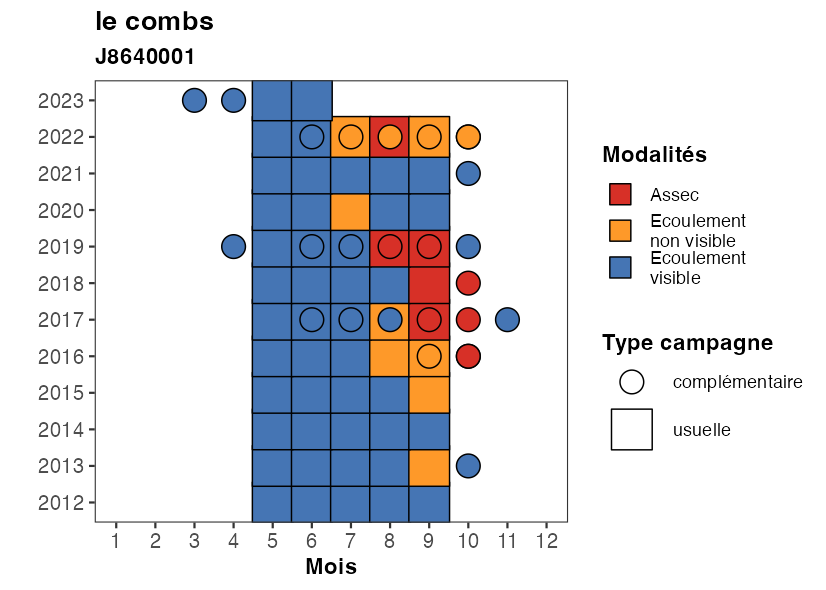 le combs
J8640001
2023
2022
2021
2020
2019
2018
2017
2016
2015
2014
2013
2012
1 2 3 4 5 6 7 8 9 10 11 12
Mois
Modalités
Assec
Ecoulement
non visible
Ecoulement
visible
Type campagne
complémentaire
usuelle